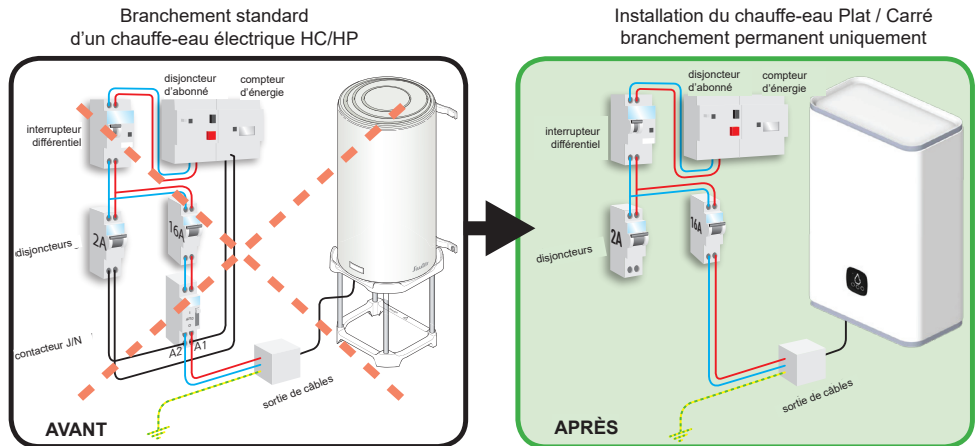 Branchement standard
d'un chauffe-eau électrique HC/HP
Installation du chauffe-eau Plat / Carré
branchement permanent uniquement
disjoncteur
d'abonné
compteur
d'énergie
interrupteur
différentiel
2A
16A
disjoncteurs
contacteur J/N
A2
A1
sortie de câbles
AVANT
disjoncteur
d'abonné
compteur
d'énergie
interrupteur
différentiel
2A
16A
disjoncteurs
sortie de câbles
APRÈS